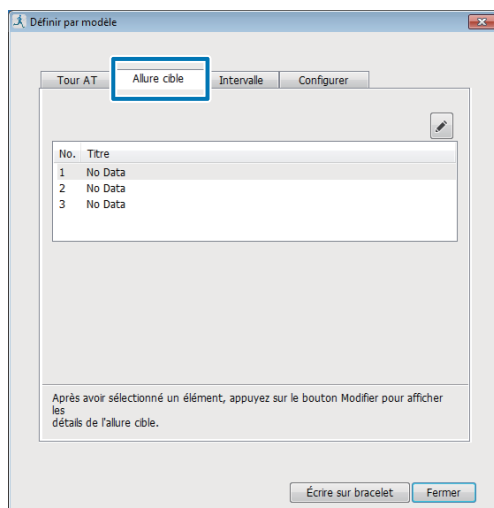 Définir par modèle
Tour AT Allure cible Intervalle Configurer
No. Titre
1 No Data
2 No Data
3 No Data
Après avoir sélectionné un élément, appuyez sur le bouton Modifier pour afficher
les
détails de l'allure cible.
Écrire sur bracelet Fermer